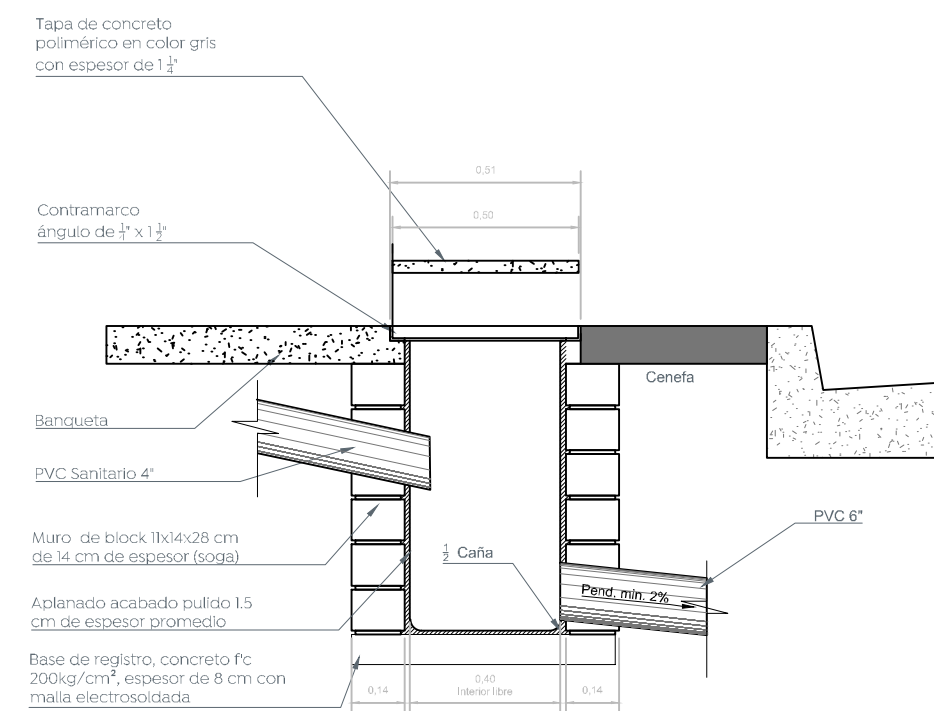 Tapa de concreto
polimérico en color gris
con espesor de 1 1/4"
0,51
Contramarco
ángulo de 1/4" x 1 1/2"
0,50
Cenefa
Banqueta
PVC Sanitario 4"
PVC 6"
Muro de block 11x14x28 cm
de 14 cm de espesor (soga)
1/2 Caña
Pend. min. 2%
Aplanado acabado pulido 1.5
cm de espesor promedio
Base de registro, concreto f'c
200kg/cm², espesor de 8 cm con
malla electrosoldada
0,14
0,40
Interior libre
0,14